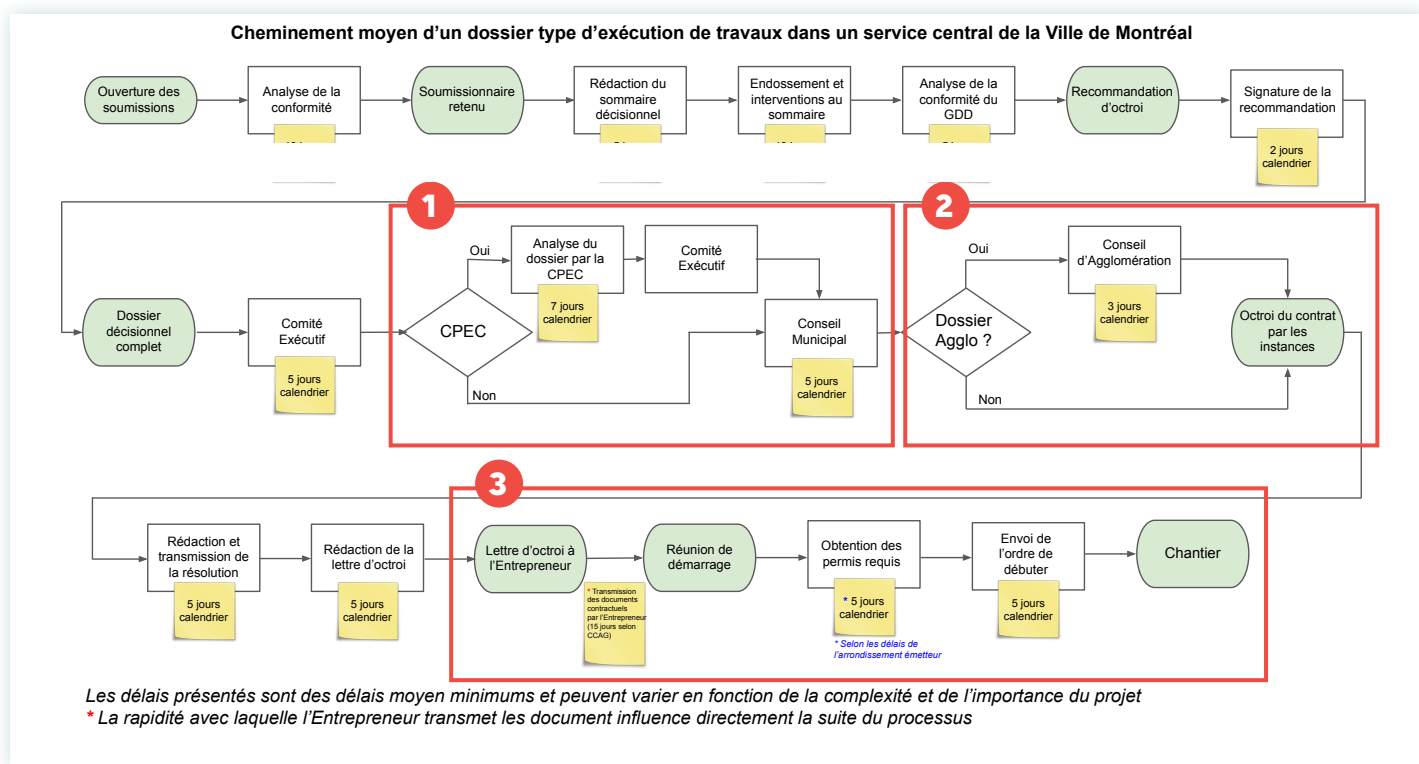 Cheminement moyen d'un dossier type d'exécution de travaux dans un service central de la Ville de Montréal
Ouverture des
soumissions
Analyse de la
conformité
Soumissionnaire
retenu
Rédaction du
sommaire
décisionnel
Endossement et
interventions au
sommaire
Analyse de la
conformité du
GDD
Recommandation
d'octroi
Signature de la
recommandation
2 jours
calendrier
1
2
Dossier
décisionnel
complet
Comité
Exécutif
5 jours
calendrier
CPEC
Oui
Analyse du
dossier par la
CPEC
7 jours
calendrier
Comité
Exécutif
Non
Conseil
Municipal
5 jours
calendrier
Dossier
Agglo ?
Oui
Conseil
d'Agglomération
3 jours
calendrier
Non
Octroi du contrat
par les
instances
3
Rédaction et
transmission de
la résolution
5 jours
calendrier
Rédaction de la
lettre d'octroi
5 jours
calendrier
Lettre d'octroi à
l'Entrepreneur
* Transmission
des documents
contractuels
par l'Entrepreneur
(15 jours selon
CCAG)
Réunion de
démarrage
Obtention des
permis requis
* 5 jours
calendrier
* Selon les délais de
l'arrondissement émetteur
Envoi de
l'ordre de
débuter
5 jours
calendrier
Chantier
Les délais présentés sont des délais moyen minimums et peuvent varier en fonction de la complexité et de l'importance du projet
* La rapidité avec laquelle l'Entrepreneur transmet les document influence directement la suite du processus